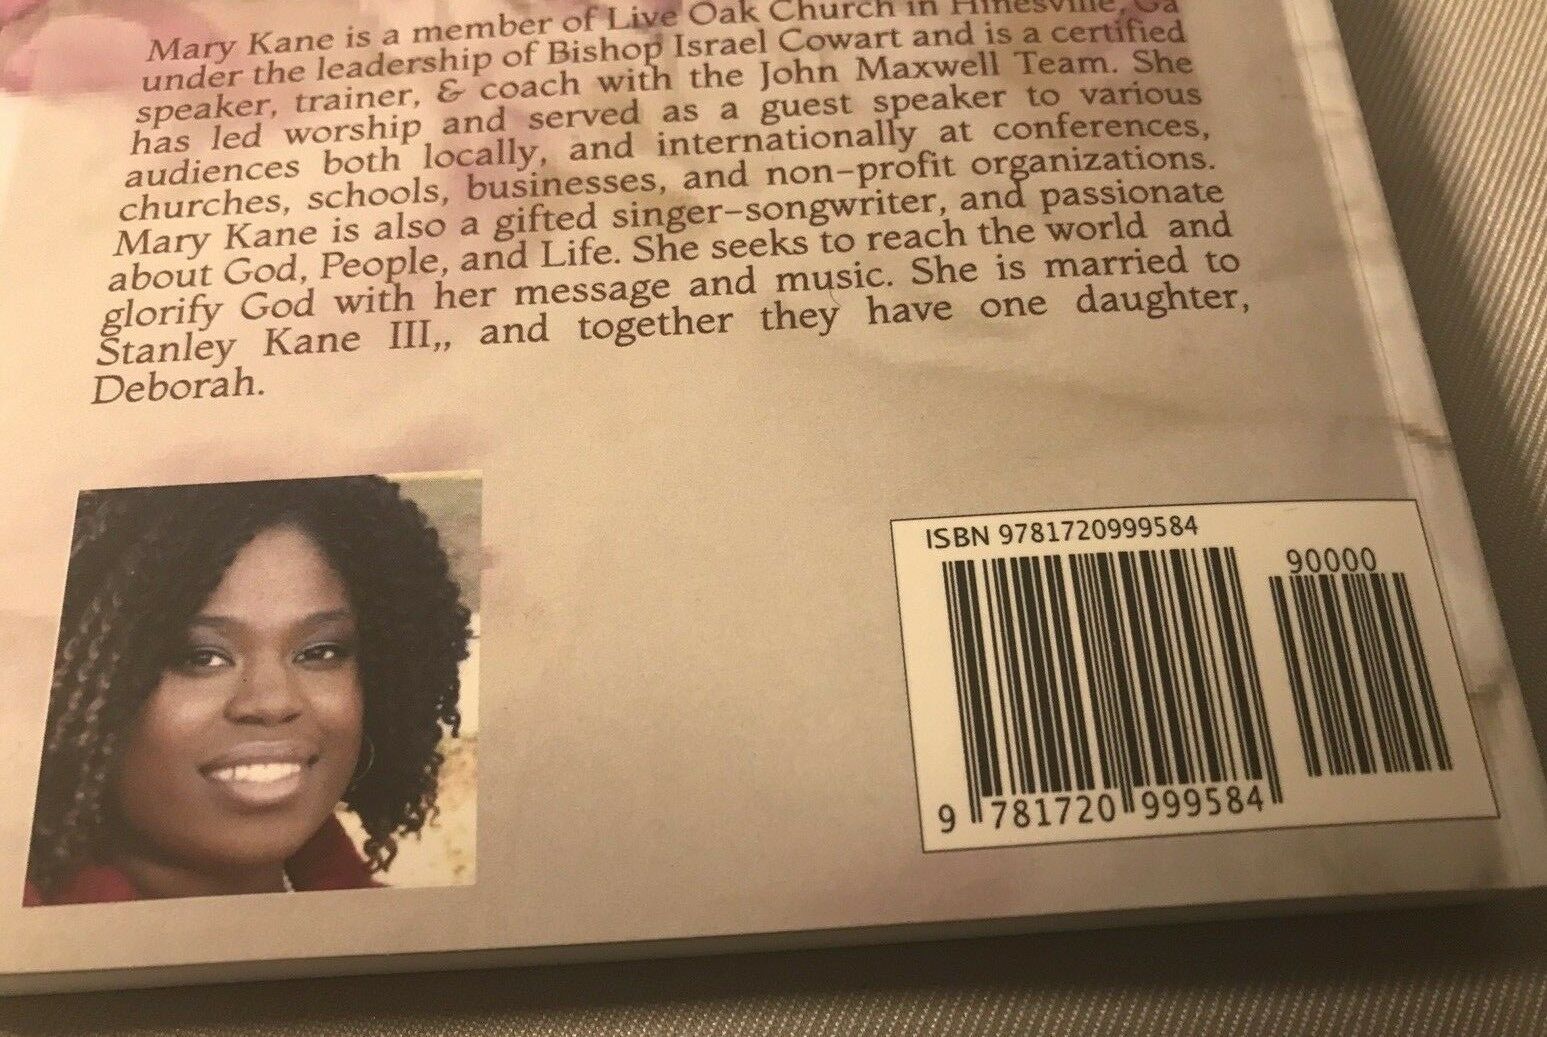 Mary Kane is a member of Live Oak Church in Hinesville, Ga
under the leadership of Bishop Israel Cowart and is a certified
speaker, trainer, & coach with the John Maxwell Team. She
has led worship and served as a guest speaker to various
audiences both locally, and internationally at conferences,
churches, schools, businesses, and non-profit organizations.
Mary Kane is also a gifted singer-songwriter, and passionate
about God, People, and Life. She seeks to reach the world and
glorify God with her message and music. She is married to
Stanley Kane III,, and together they have one daughter,
Deborah.
ISBN 9781720999584
90000
9 781720 999584